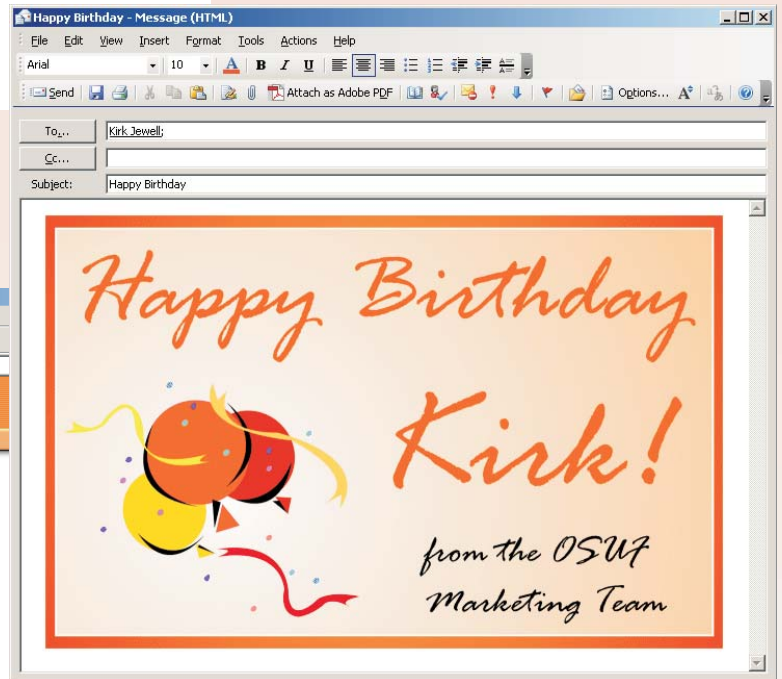 Happy Birthday - Message (HTML)
File Edit View Insert Format Tools Actions Help
Arial 10 A B I U
Send Attach as Adobe PDF Options...
To... Kirk Jewell;
Cc...
Subject: Happy Birthday
Happy Birthday
Kirk!
from the OSUF
Marketing Team